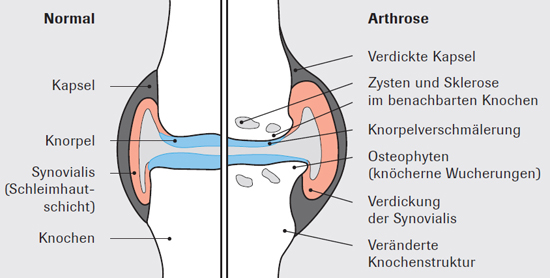 Normal
Kapsel
Knorpel
Synovialis
(Schleimhaut-
schicht)
Knochen
Arthrose
Verdickte Kapsel
Zysten und Sklerose
im benachbarten Knochen
Knorpelverschmälerung
Osteophyten
(knöcherne Wucherungen)
Verdickung
der Synovialis
Veränderte
Knochenstruktur